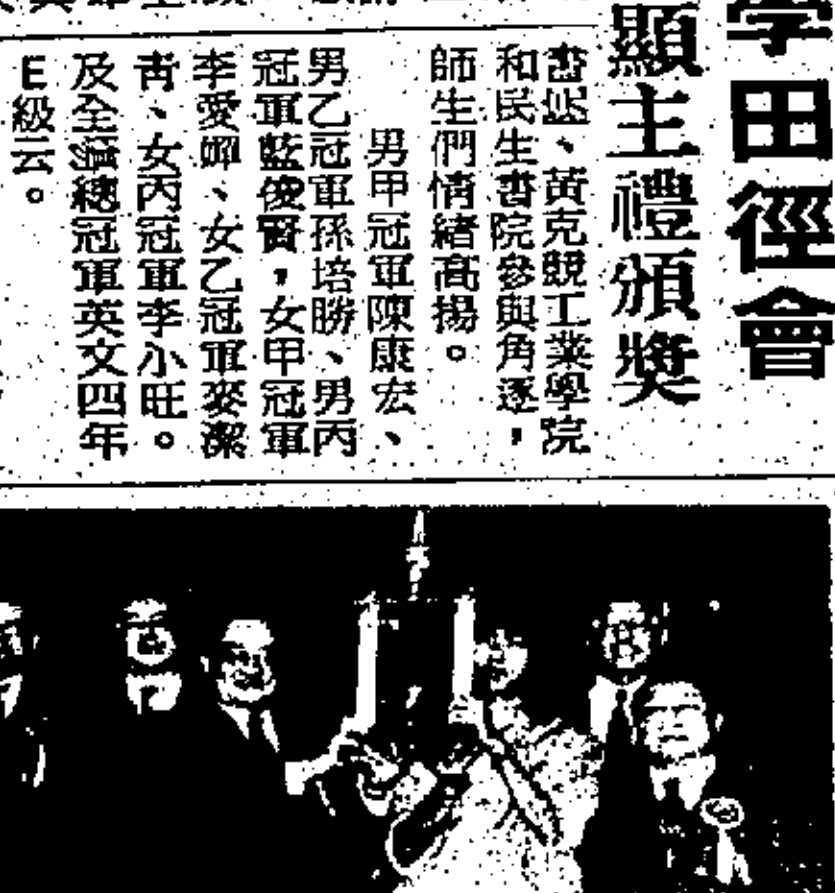 學田徑會
顯主禮頒獎
書院、黃克競工業學院
和民生書院參與角逐，
師生們情緒高揚。
男甲冠軍陳康宏、
男乙冠軍孫培勝、男丙
冠軍藍俊賢，女甲冠軍
李愛嬋、女乙冠軍麥潔
靑、女丙冠軍李小旺。
及全場總冠軍英文四年
E級云。